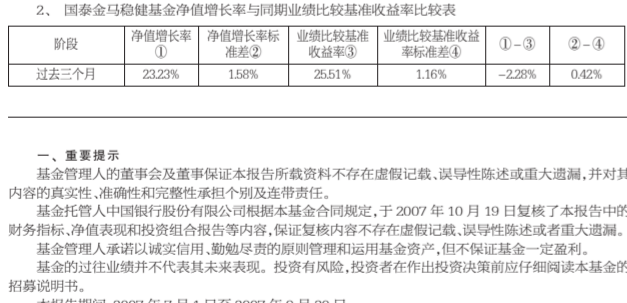 2、 国泰金马稳健基金净值增长率与同期业绩比较基准收益率比较表
阶段 净值增长率① 净值增长率标准差② 业绩比较基准收益率③ 业绩比较基准收益率标准差④ ①-③ ②-④
过去三个月 23.23% 1.58% 25.51% 1.16% -2.28% 0.42%
一、重要提示
基金管理人的董事会及董事保证本报告所载资料不存在虚假记载、误导性陈述或重大遗漏，并对其
内容的真实性、准确性和完整性承担个别及连带责任。
基金托管人中国银行股份有限公司根据本基金合同规定，于 2007 年 10 月 19 日复核了本报告中的
财务指标、净值表现和投资组合报告等内容，保证复核内容不存在虚假记载、误导性陈述或者重大遗漏。
基金管理人承诺以诚实信用、勤勉尽责的原则管理和运用基金资产，但不保证基金一定盈利。
基金的过往业绩并不代表其未来表现。投资有风险，投资者在作出投资决策前应仔细阅读本基金的
招募说明书。